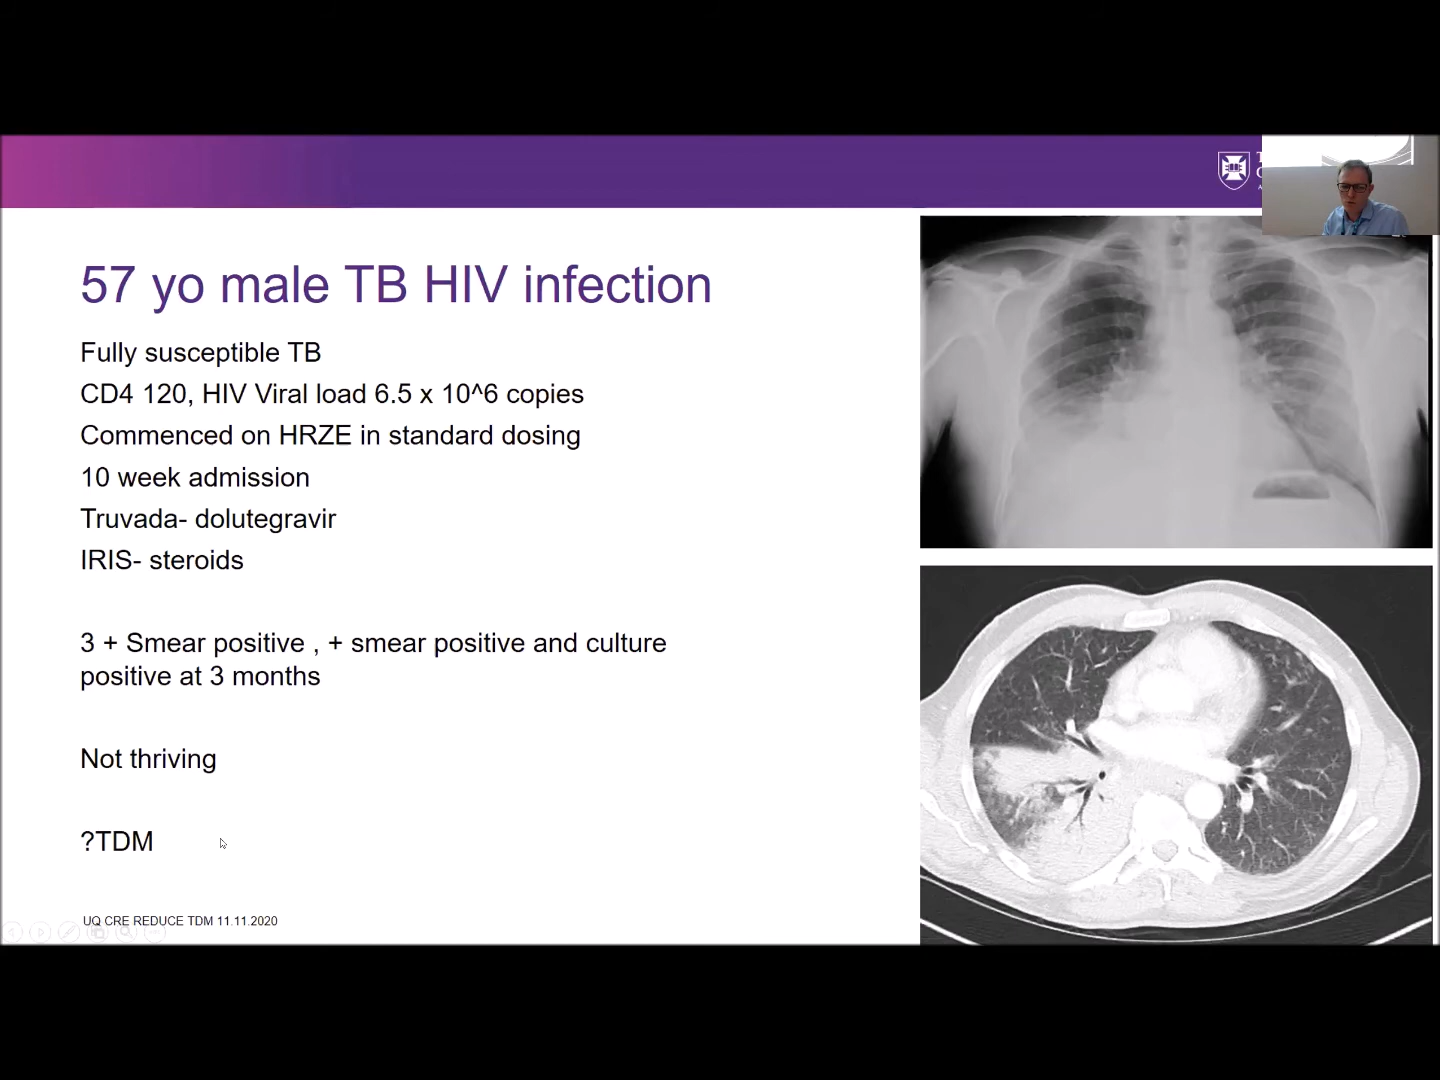 57 yo male TB HIV infection
Fully susceptible TB
CD4 120, HIV Viral load 6.5 x 10^6 copies
Commenced on HRZE in standard dosing
10 week admission
Truvada- dolutegravir
IRIS- steroids
3 + Smear positive , + smear positive and culture
positive at 3 months
Not thriving
?TDM
UQ CRE REDUCE TDM 11.11.2020